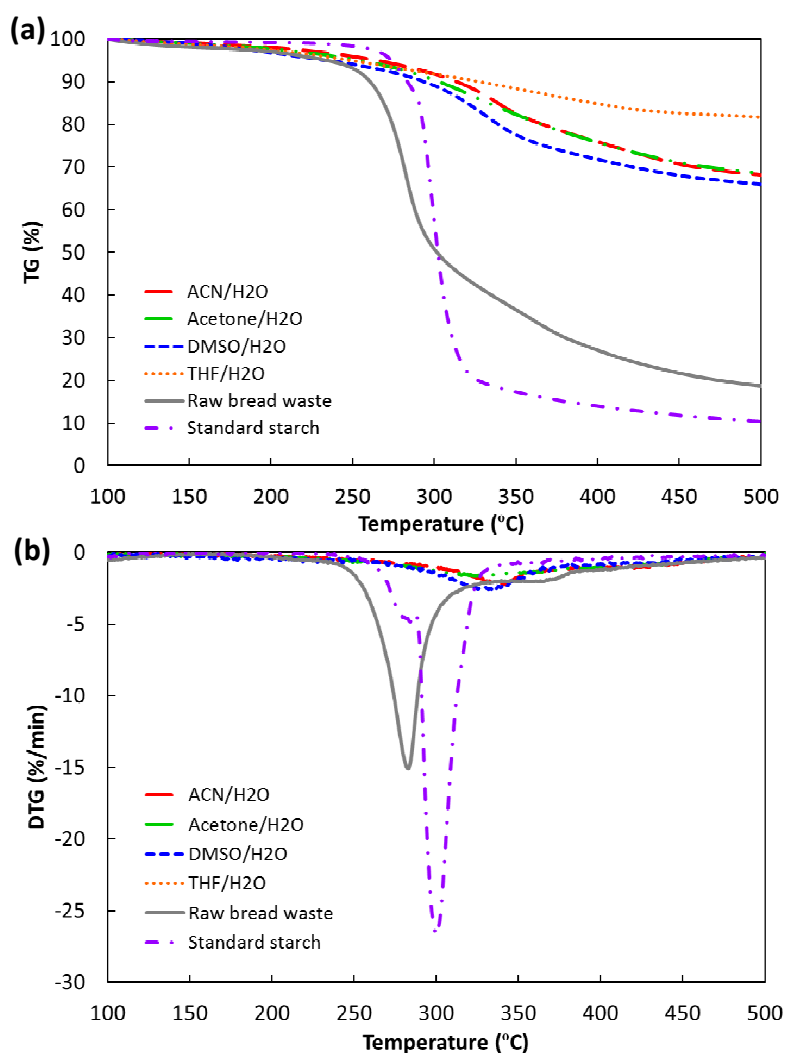 (a)
100
90
80
70
60
50
40
30
20
10
0
TG (%)
ACN/H2O
Acetone/H2O
DMSO/H2O
THF/H2O
Raw bread waste
Standard starch
100 150 200 250 300 350 400 450 500
Temperature (°C)
(b)
0
-5
-10
-15
-20
-25
-30
DTG (%/min)
ACN/H2O
Acetone/H2O
DMSO/H2O
THF/H2O
Raw bread waste
Standard starch
100 150 200 250 300 350 400 450 500
Temperature (°C)